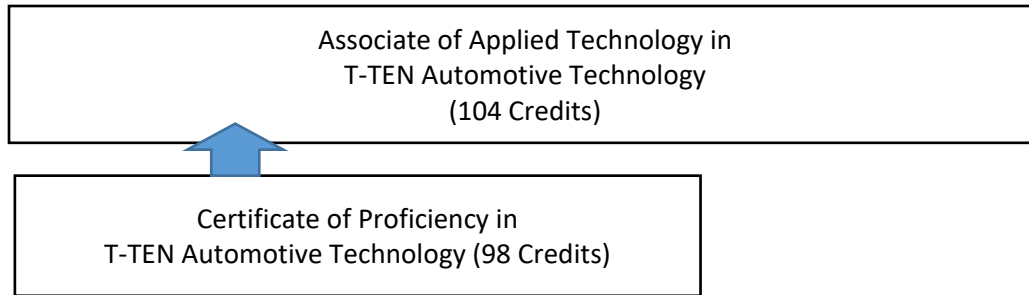 Associate of Applied Technology in
T-TEN Automotive Technology
(104 Credits)
Certificate of Proficiency in
T-TEN Automotive Technology (98 Credits)